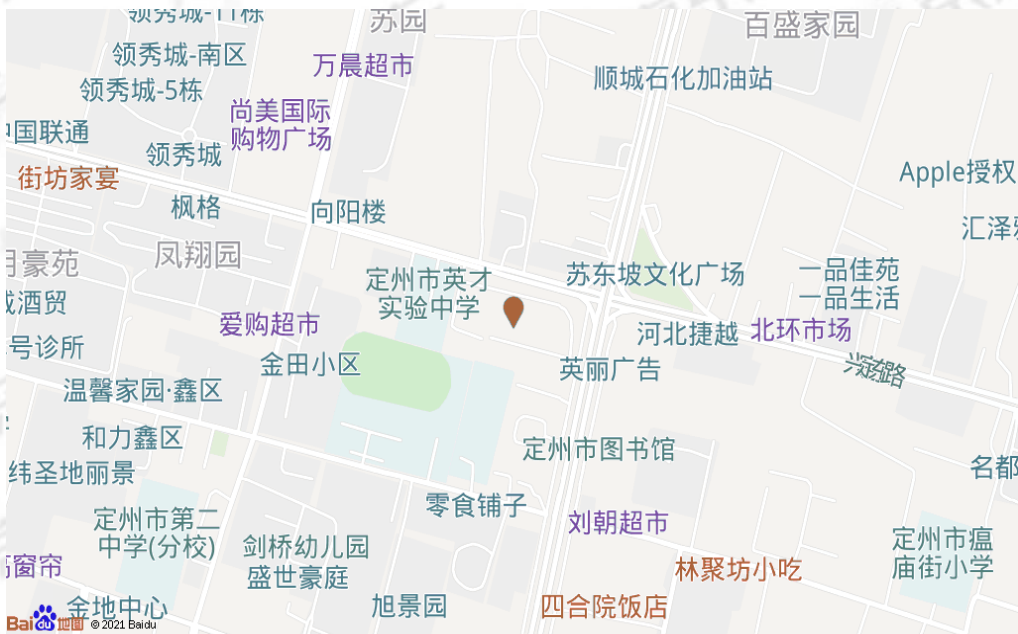 领秀城-11栋
苏园
百盛家园
领秀城-南区
万晨超市
顺城石化加油站
领秀城-5栋
尚美国际
购物广场
中国联通
领秀城
Apple授权
街坊家宴
枫格
向阳楼
凤翔园
苏东坡文化广场
一品佳苑
一品生活
定州市英才
实验中学
豪苑
酒贸
爱购超市
河北捷越
北环市场
号诊所
金田小区
英丽广告
兴定路
温馨家园·鑫区
和力鑫区
定州市图书馆
纬圣地丽景
名都
零食铺子
刘朝超市
定州市第二
中学(分校)
剑桥幼儿园
盛世豪庭
定州市瘟
庙街小学
窗帘
林聚坊小吃
金地中心
旭景园
四合院饭店
Bai du 地图 © 2021 Baidu